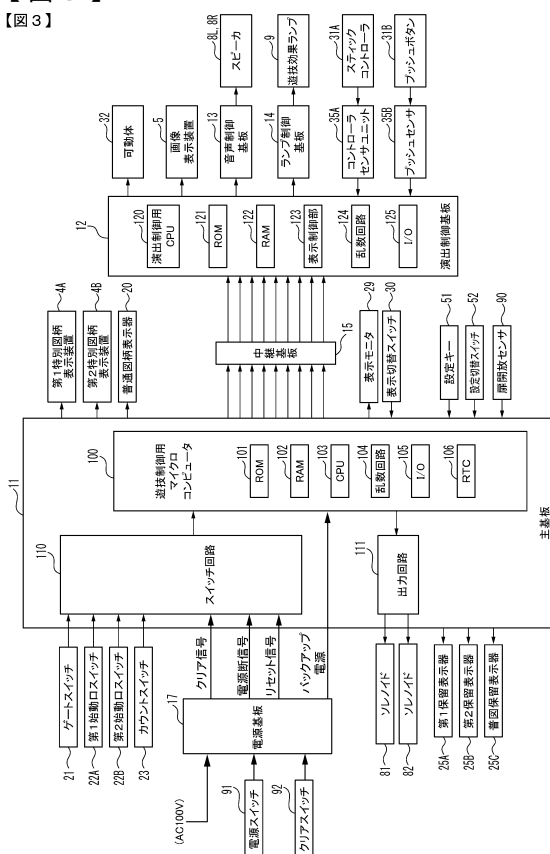 【図3】
32
可動体
5
画像
表示装置
13
音声制御
基板
8L、8R
スピーカ
14
ランプ制御
基板
9
遊技効果ランプ
35A
コントローラ
センサユニット
31A
スティック
コントローラ
35B
プッシュセンサ
31B
プッシュボタン
12
120
演出制御用
CPU
121
ROM
122
RAM
123
表示制御部
124
乱数回路
125
I/O
演出制御基板
4A
第1特別図柄
表示装置
4B
第2特別図柄
表示装置
20
普通図柄表示器
中継
基板
15
29
表示モニタ
30
表示切替スイッチ
51
設定キー
52
設定切替スイッチ
90
扉開放センサ
11
100
遊技制御用
マイクロ
コンピュータ
101
ROM
102
RAM
103
CPU
104
乱数回路
105
I/O
106
RTC
主基板
110
スイッチ回路
111
出力回路
クリア信号
電源断信号
リセット信号
バックアップ
電源
21
ゲートスイッチ
22A
第1始動口スイッチ
22B
第2始動口スイッチ
23
カウントスイッチ
17
電源基板
(AC100V)
91
電源スイッチ
92
クリアスイッチ
81
ソレノイド
82
ソレノイド
25A
第1保留表示器
25B
第2保留表示器
25C
普図保留表示器